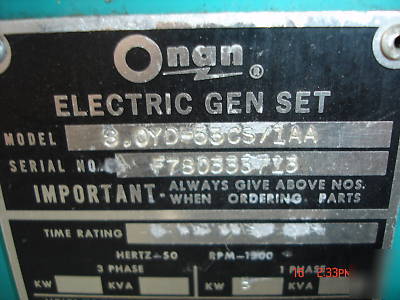 Onan®
ELECTRIC GEN SET
MODEL
SERIAL NO. F780333713
IMPORTANT- ALWAYS GIVE ABOVE NOS.
WHEN ORDERING PARTS
TIME RATING
HERTZ-50 RPM-1500
3 PHASE 1 PHASE
KW KVA KW KVA